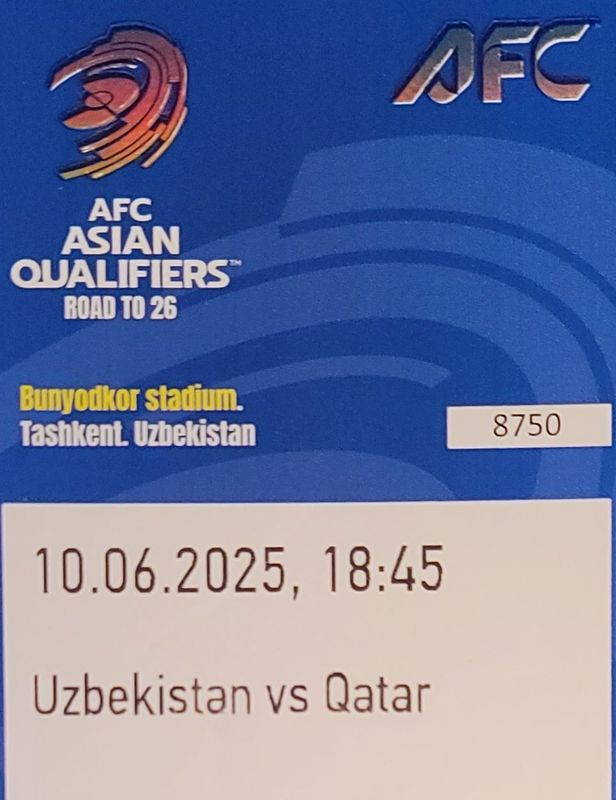 AFC
AFC
ASIAN
QUALIFIERS™
ROAD TO 26
Bunyodkor stadium.
Tashkent. Uzbekistan
8750
10.06.2025, 18:45
Uzbekistan vs Qatar